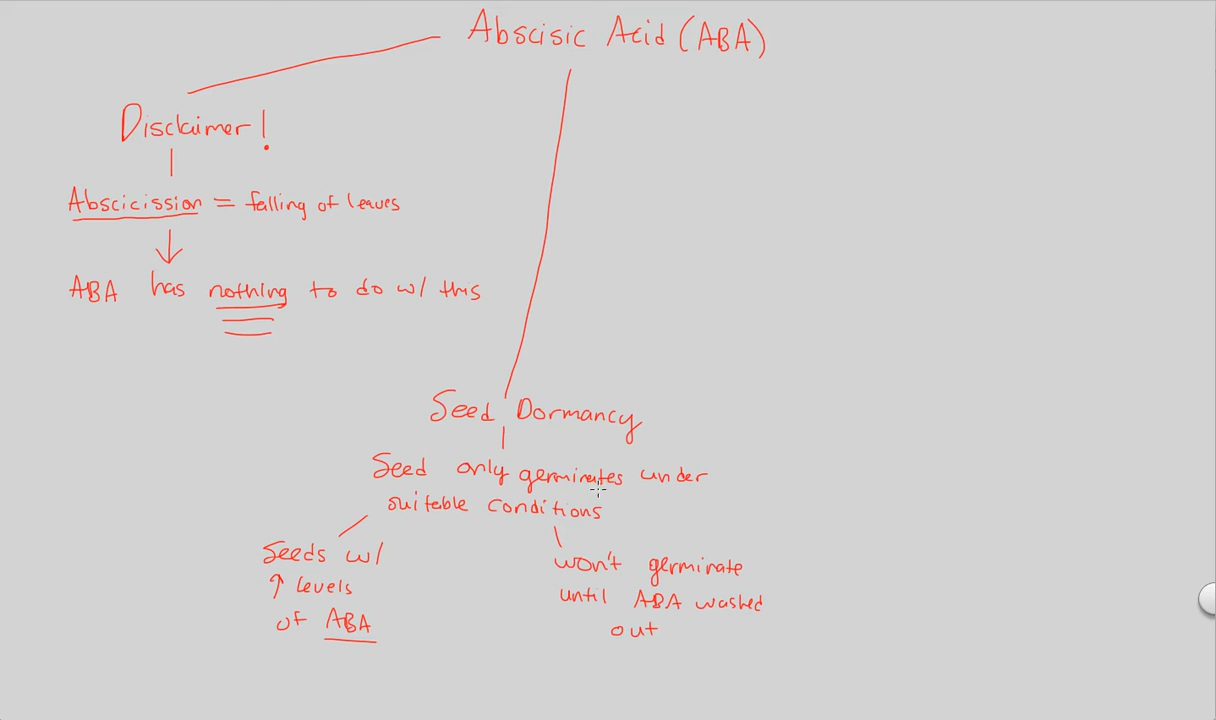 Abscisic Acid (ABA)
Disclaimer!
Abscicission = falling of leaves
ABA has nothing to do w/ this
Seed Dormancy
Seed only germinates under
suitable conditions
Seeds w/
↑ levels
of ABA
won't germinate
until ABA washed
out